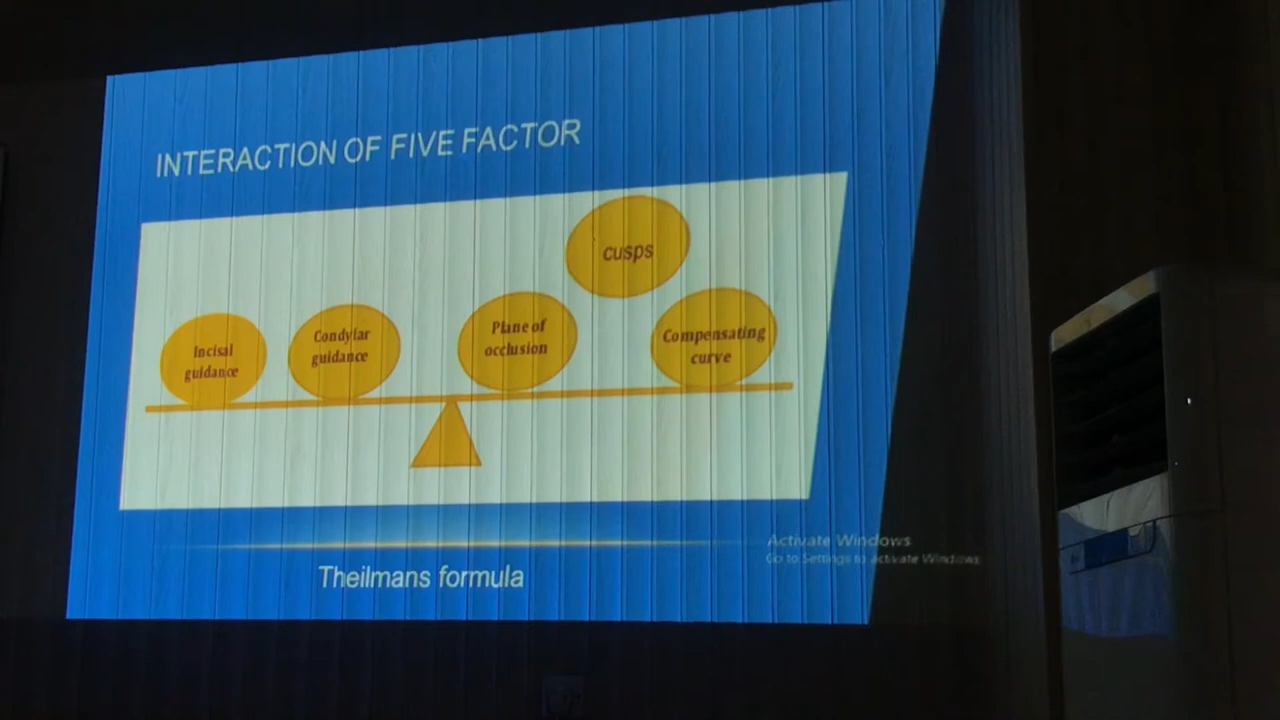 INTERACTION OF FIVE FACTOR
cusps
Incisal
guidance
Condylar
guidance
Plane of
occlusion
Compensating
curve
Theilmans formula
Activate Windows
Go to Settings to activate Windows.